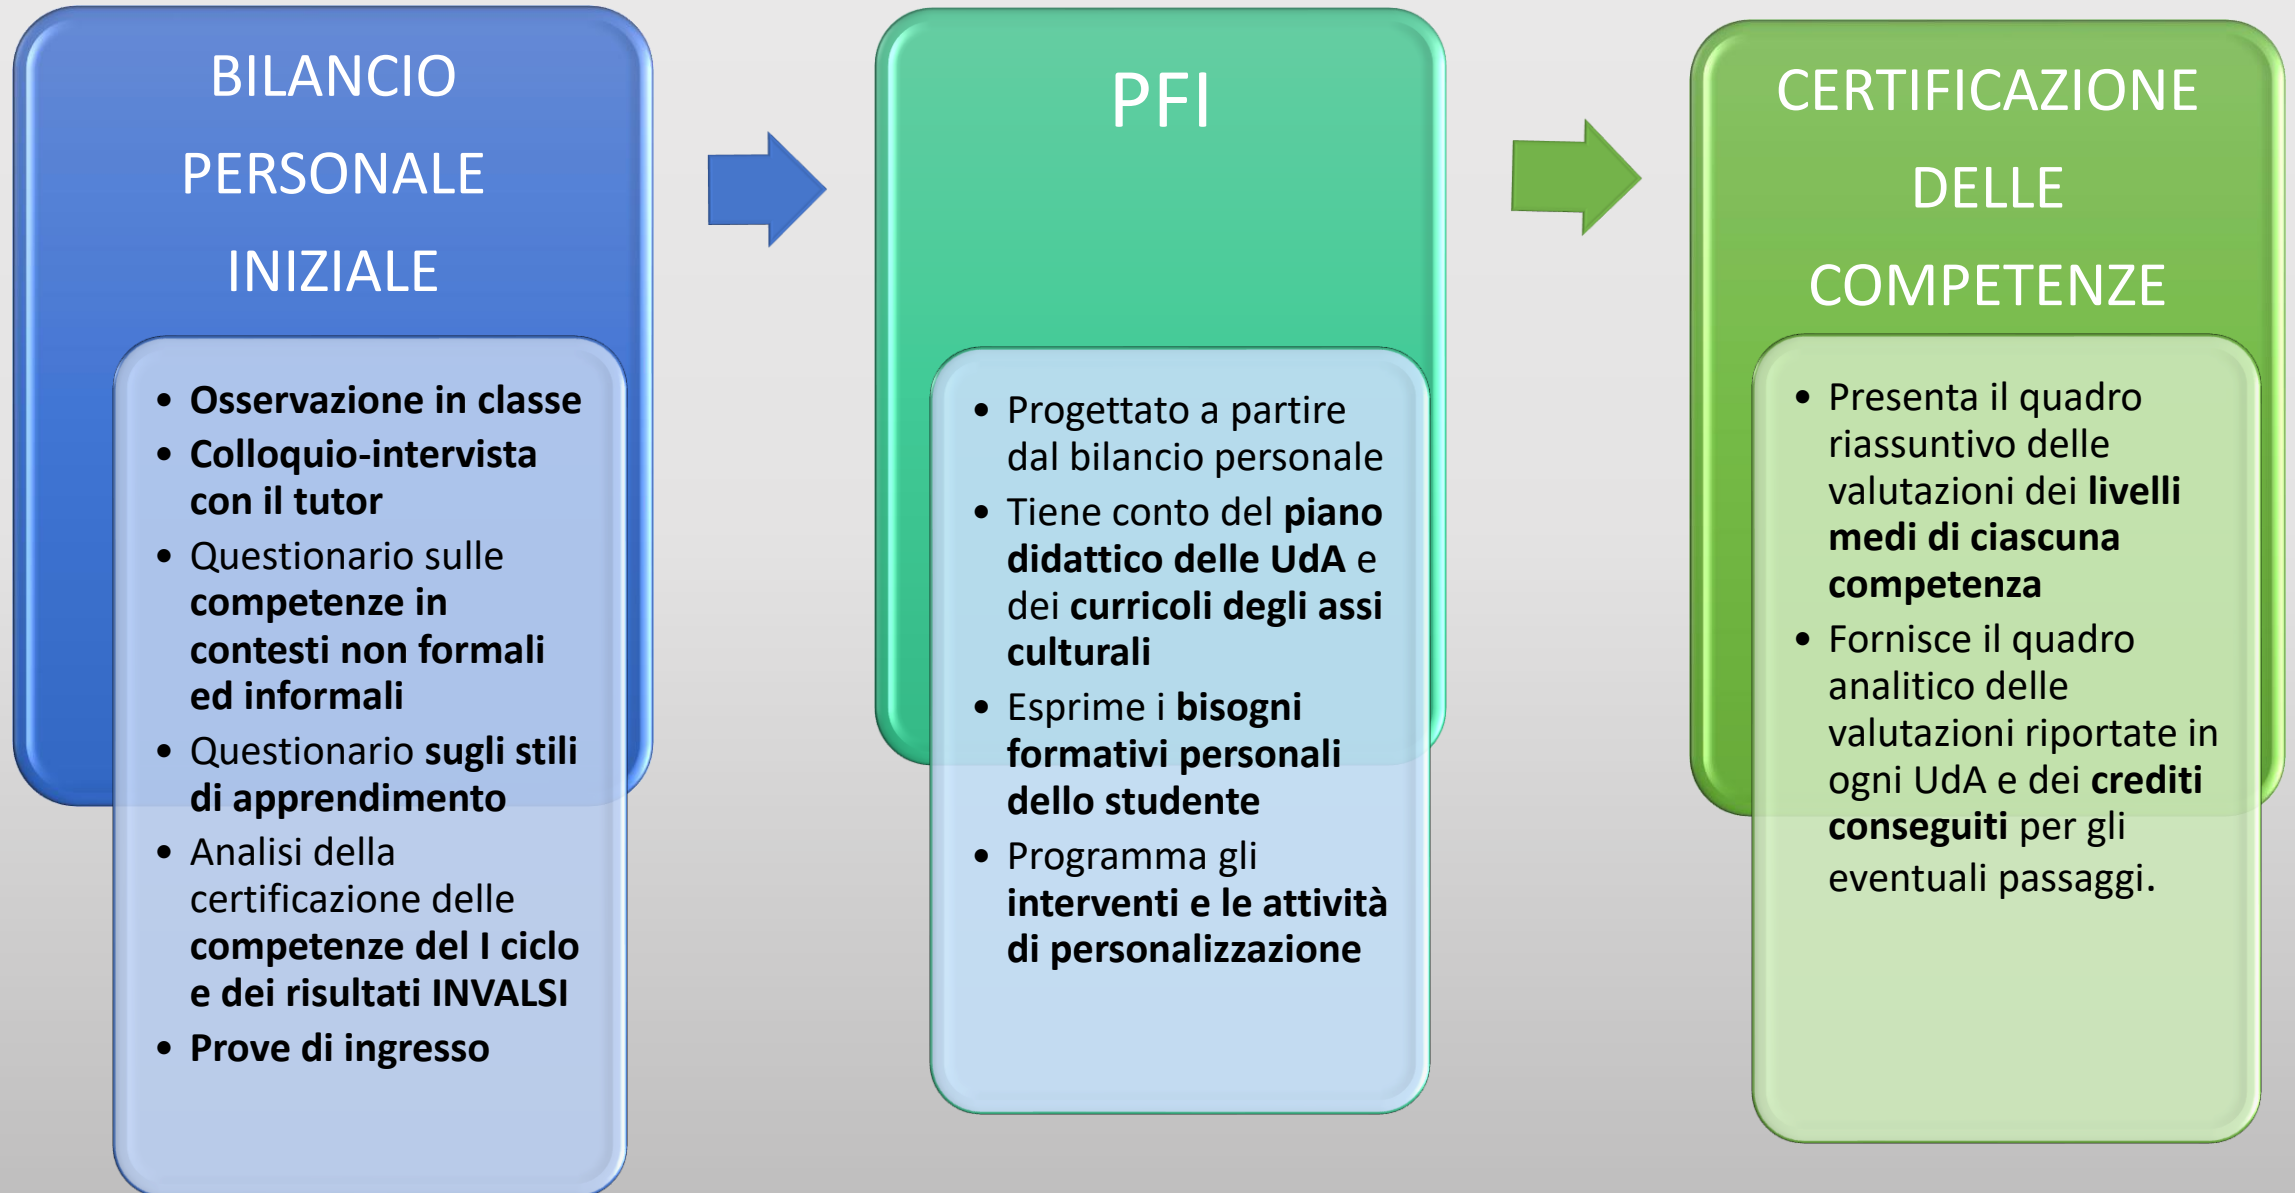 BILANCIO
PERSONALE
INIZIALE
• Osservazione in classe
• Colloquio-intervista
con il tutor
• Questionario sulle
competenze in
contesti non formali
ed informali
• Questionario sugli stili
di apprendimento
• Analisi della
certificazione delle
competenze del I ciclo
e dei risultati INVALSI
• Prove di ingresso
PFI
• Progettato a partire
dal bilancio personale
• Tiene conto del piano
didattico delle UdA e
dei curricoli degli assi
culturali
• Esprime i bisogni
formativi personali
dello studente
• Programma gli
interventi e le attività
di personalizzazione
CERTIFICAZIONE
DELLE
COMPETENZE
• Presenta il quadro
riassuntivo delle
valutazioni dei livelli
medi di ciascuna
competenza
• Fornisce il quadro
analitico delle
valutazioni riportate in
ogni UdA e dei crediti
conseguiti per gli
eventuali passaggi.